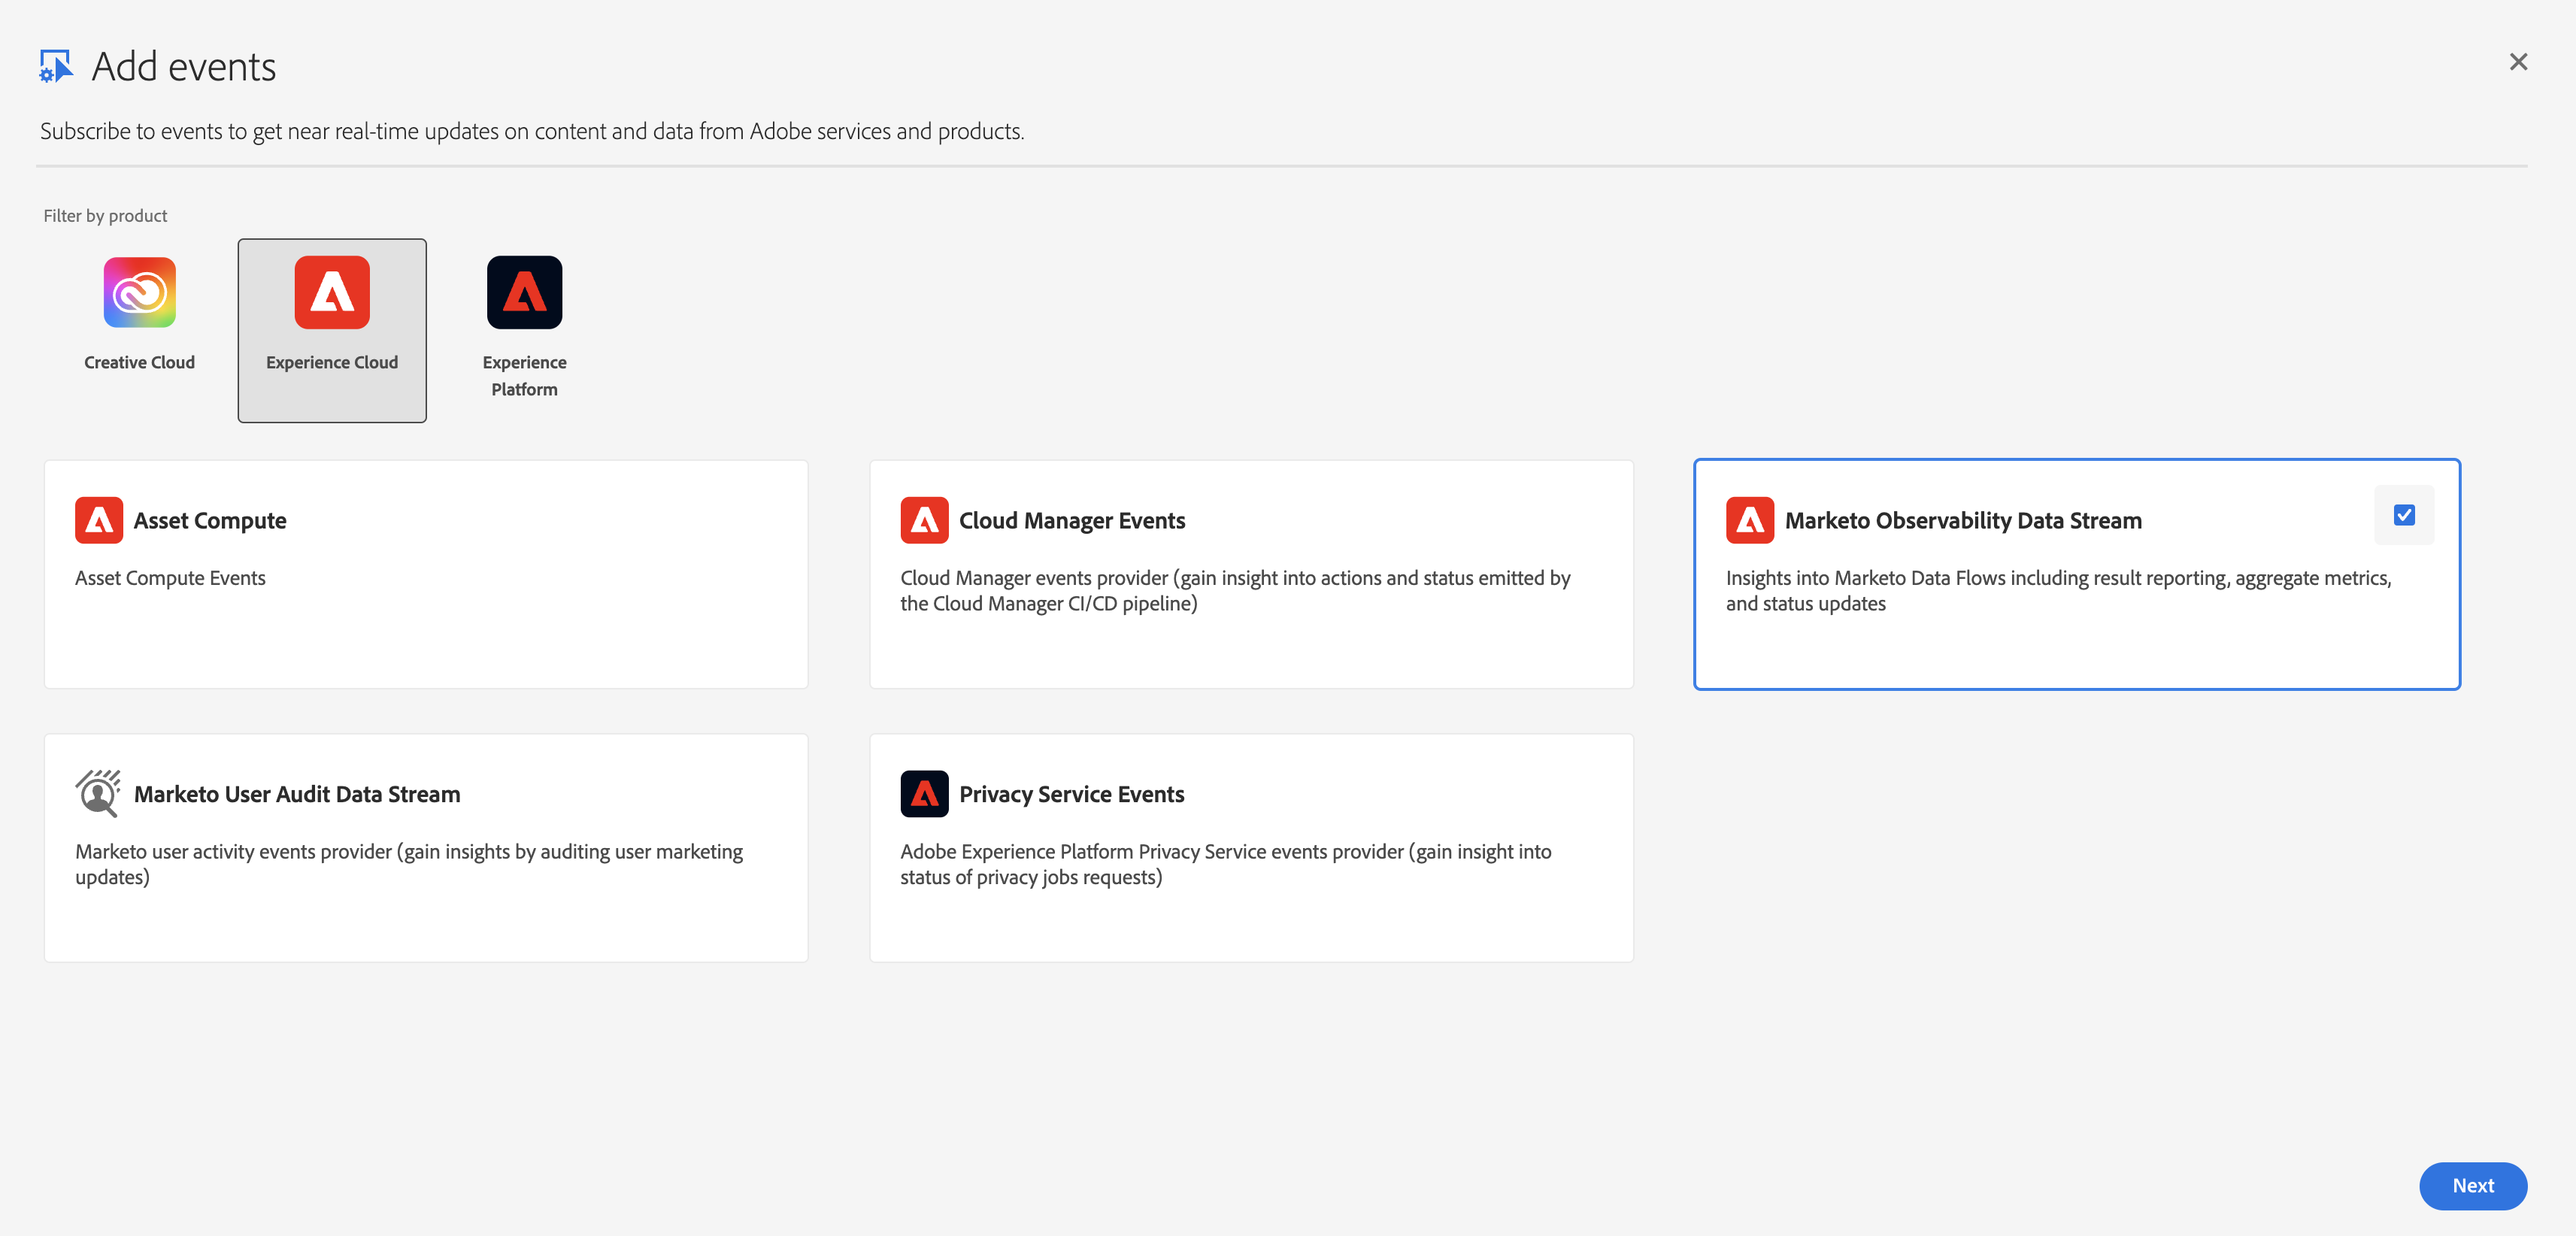 Add events
Subscribe to events to get near real-time updates on content and data from Adobe services and products.
Filter by product
Creative Cloud
Experience Cloud
Experience
Platform
Asset Compute
Asset Compute Events
Cloud Manager Events
Cloud Manager events provider (gain insight into actions and status emitted by
the Cloud Manager CI/CD pipeline)
Marketo Observability Data Stream
Insights into Marketo Data Flows including result reporting, aggregate metrics,
and status updates
Marketo User Audit Data Stream
Marketo user activity events provider (gain insights by auditing user marketing
updates)
Privacy Service Events
Adobe Experience Platform Privacy Service events provider (gain insight into
status of privacy jobs requests)
Next